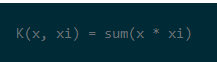 K(x, xi) = sum(x * xi)